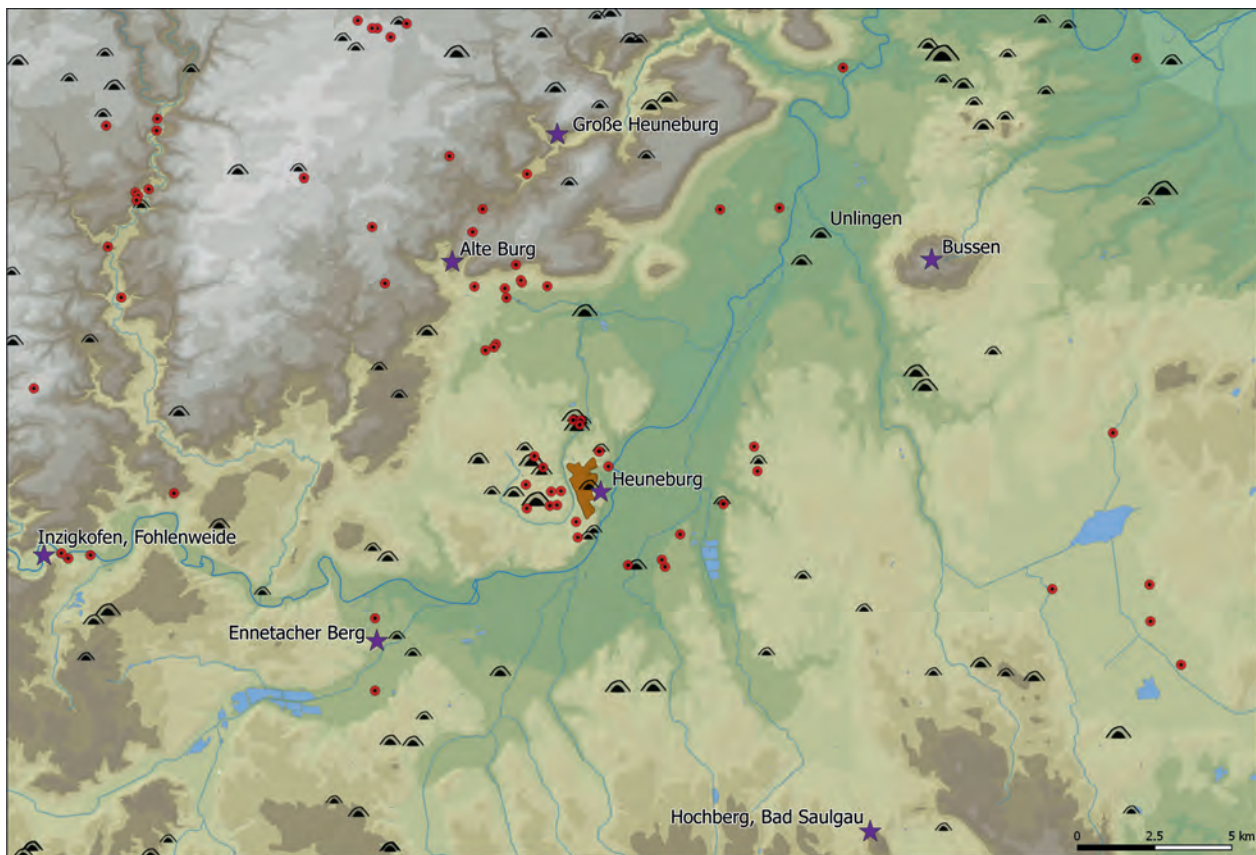 Große Heuneburg
Unlingen
Alte Burg
Bussen
Heuneburg
Inzigkofen, Fohlenweide
Ennetacher Berg
Hochberg, Bad Saulgau
0 2.5 5 km